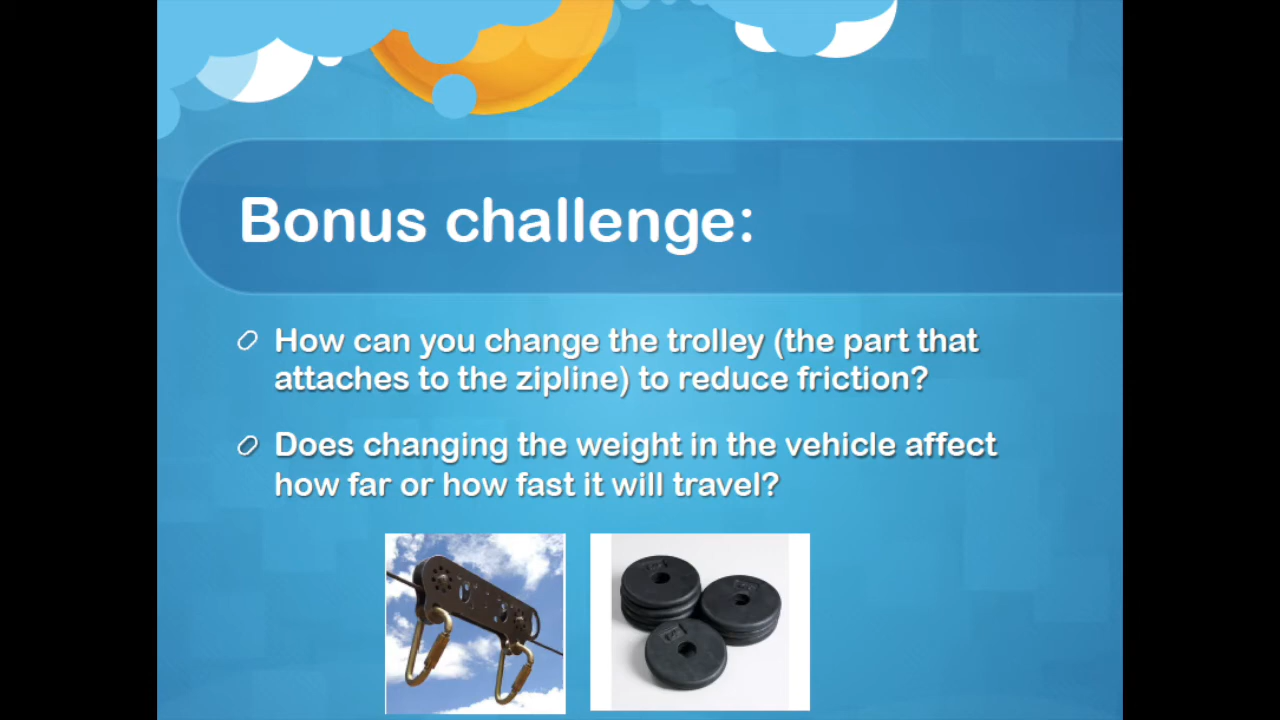 Bonus challenge:
How can you change the trolley (the part that
attaches to the zipline) to reduce friction?
Does changing the weight in the vehicle affect
how far or how fast it will travel?